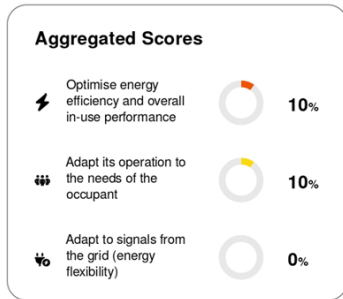 Aggregated Scores
Optimise energy
efficiency and overall
in-use performance
10%
Adapt its operation to
the needs of the
occupant
10%
Adapt to signals from
the grid (energy
flexibility)
0%